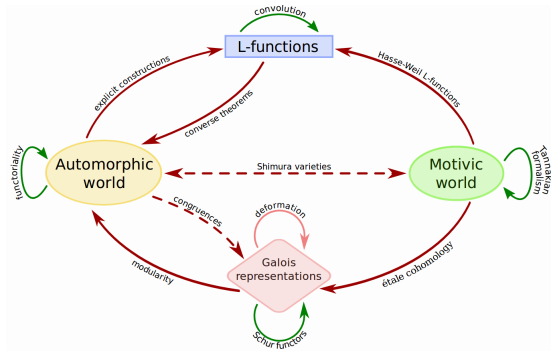 convolution
L-functions
explicit constructions
Hasse-Weil L-functions
converse theorems
functoriality
Automorphic
world
Shimura varieties
Motivic
world
Tannakian
formalism
congruences
deformation
Galois
representations
modularity
étale cohomology
Schur functors